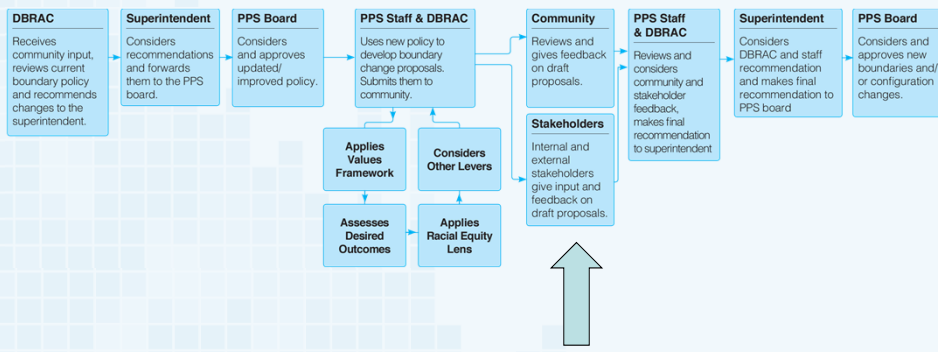 DBRAC
Receives
community input,
reviews current
boundary policy
and recommends
changes to the
superintendent.
Superintendent
Considers
recommendations
and forwards
them to the PPS
board.
PPS Board
Considers
and approves
updated/
improved policy.
PPS Staff & DBRAC
Uses new policy to
develop boundary
change proposals.
Submits them to
community.
Applies
Values
Framework
Assesses
Desired
Outcomes
Applies
Racial Equity
Lens
Considers
Other Levers
Community
Reviews and
gives feedback
on draft
proposals.
Stakeholders
Internal and
external
stakeholders
give input and
feedback on
draft proposals.
PPS Staff
& DBRAC
Reviews and
considers
community and
stakeholder
feedback,
makes final
recommendation
to superintendent
Superintendent
Considers
DBRAC and staff
recommendation
and makes final
recommendation to
PPS board
PPS Board
Considers and
approves new
boundaries and/
or configuration
changes.